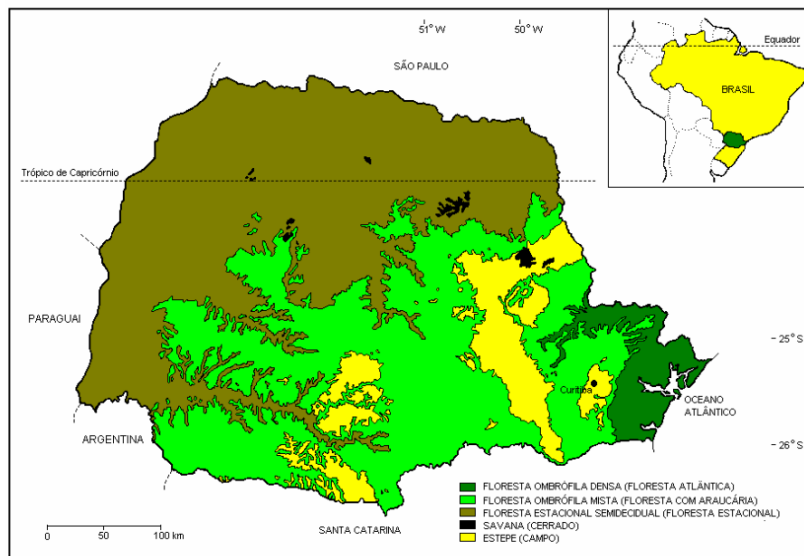 51° W
50° W
SÃO PAULO
Equador
BRASIL
Trópico de Capricórnio
PARAGUAI
25° S
Curitiba
OCEANO
ATLÂNTICO
ARGENTINA
26° S
FLORESTA OMBRÓFILA DENSA (FLORESTA ATLÂNTICA)
FLORESTA OMBRÓFILA MISTA (FLORESTA COM ARAUCÁRIA)
FLORESTA ESTACIONAL SEMIDECIDUAL (FLORESTA ESTACIONAL)
SAVANA (CERRADO)
ESTEPE (CAMPO)
0 50 100 km
SANTA CATARINA